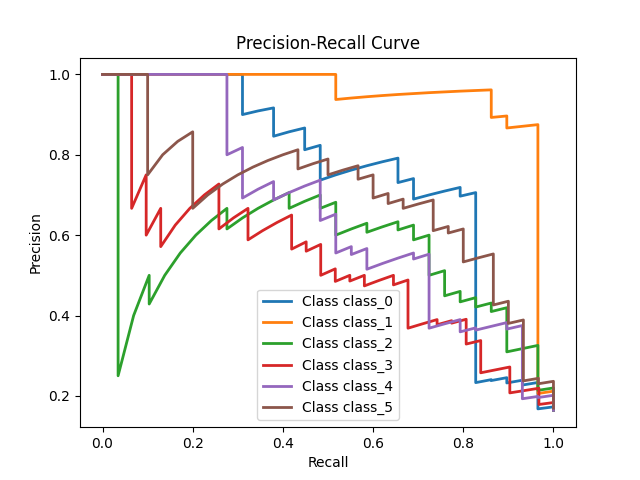 Precision-Recall Curve
1.0
0.8
0.6
0.4
0.2
Precision
0.0
0.2
0.4
0.6
0.8
1.0
Recall
Class class_0
Class class_1
Class class_2
Class class_3
Class class_4
Class class_5